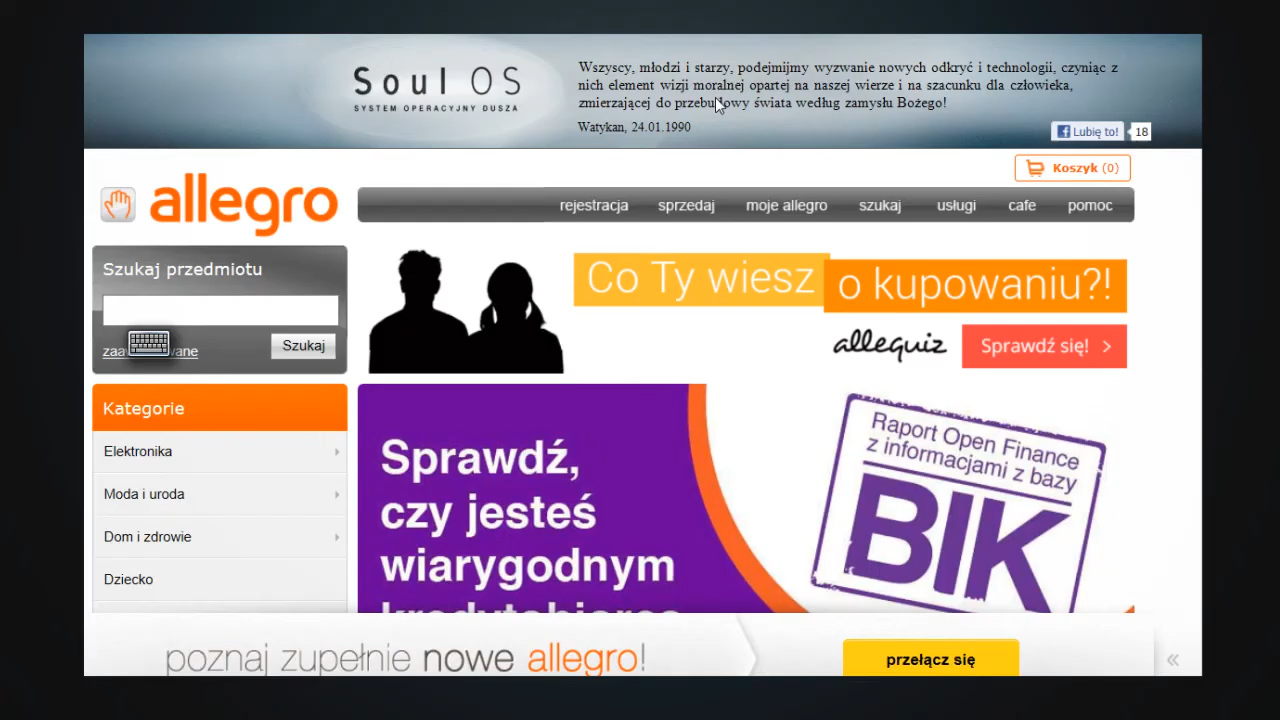 Soul OS
SYSTEM OPERACYJNY DUSZA
Wszyscy, młodzi i starzy, podejmijmy wyzwanie nowych odkryć i technologii, czyniąc z
nich element wizji moralnej opartej na naszej wierze i na szacunku dla człowieka,
zmierzającej do przebudowy świata według zamysłu Bożego!
Watykan, 24.01.1990
Lubię to! 18
Koszyk (0)
allegro
rejestracja sprzedaj moje allegro szukaj usługi cafe pomoc
Szukaj przedmiotu
Szukaj
Co Ty wiesz o kupowaniu?!
allequiz Sprawdź się!
Kategorie
Elektronika
Moda i uroda
Dom i zdrowie
Dziecko
Sprawdź,
czy jesteś
wiarygodnym
Raport Open Finance
z informacjami z bazy
BIK
poznaj zupełnie nowe allegro!
przełącz się